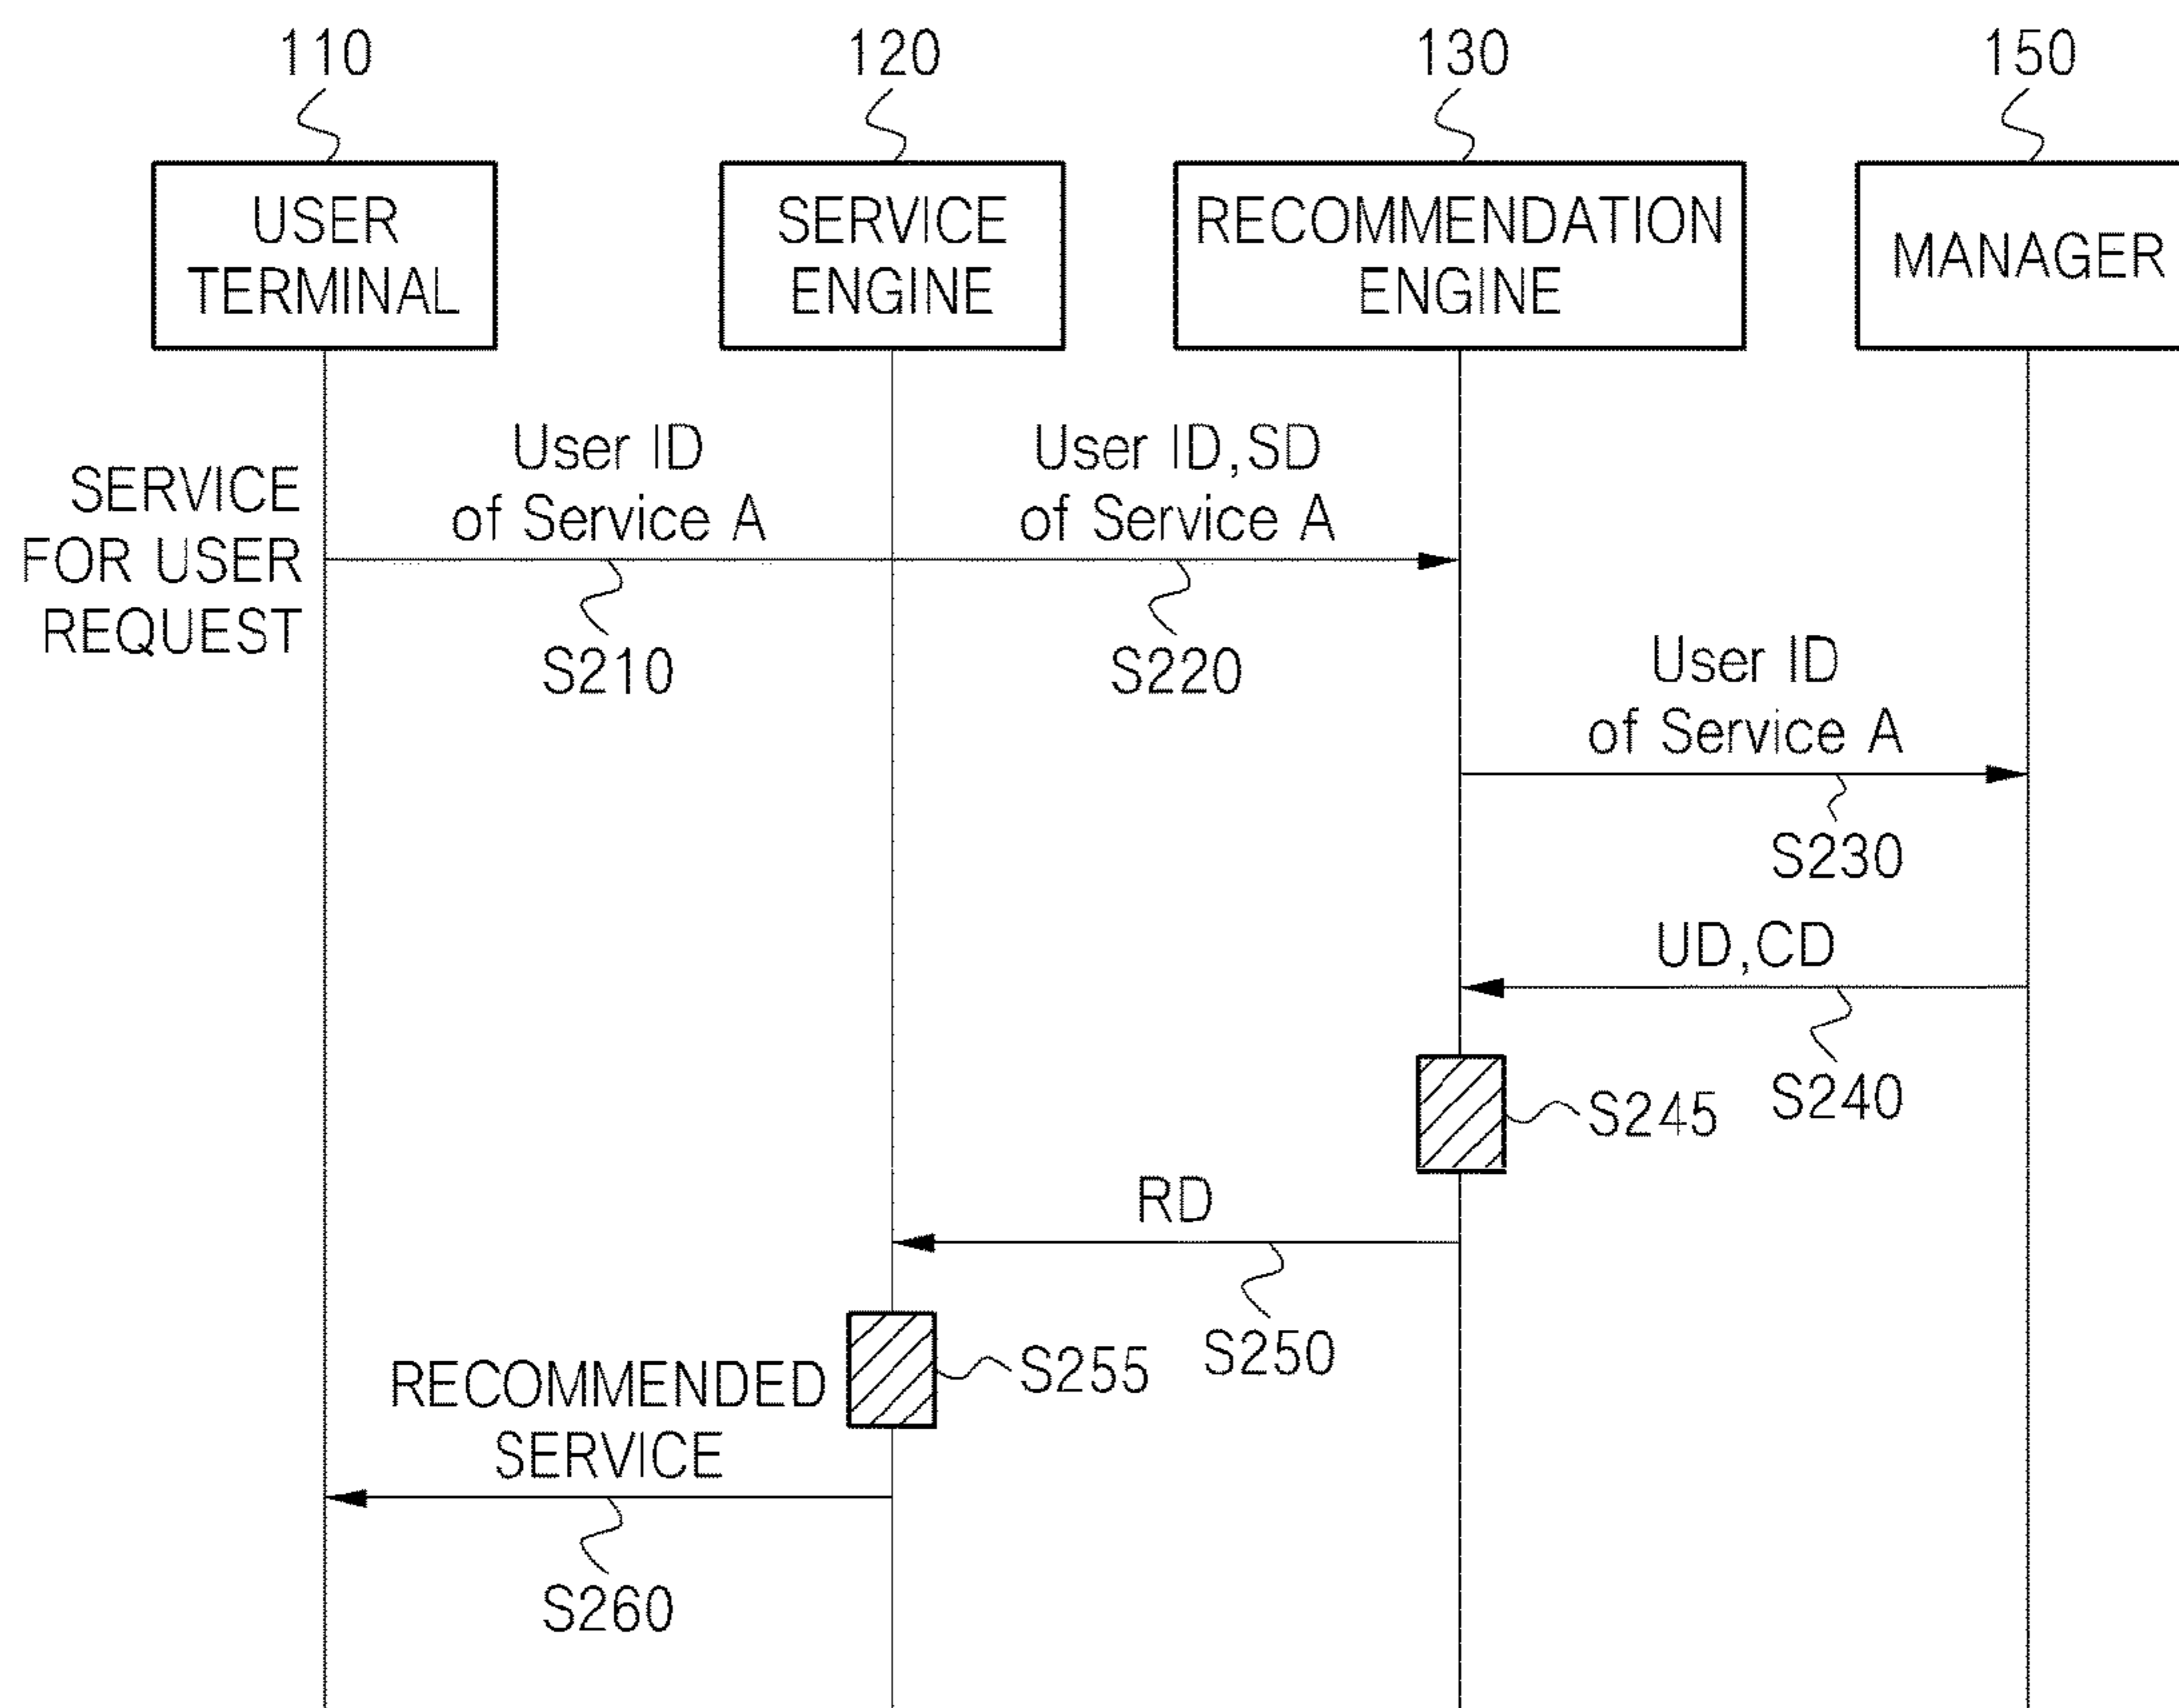 110
120
130
150
USER
TERMINAL
SERVICE
ENGINE
RECOMMENDATION
ENGINE
MANAGER
SERVICE
FOR USER
REQUEST
User ID
of Service A
User ID,SD
of Service A
S210
S220
User ID
of Service A
S230
UD,CD
S240
S245
RD
S250
S255
RECOMMENDED
SERVICE
S260